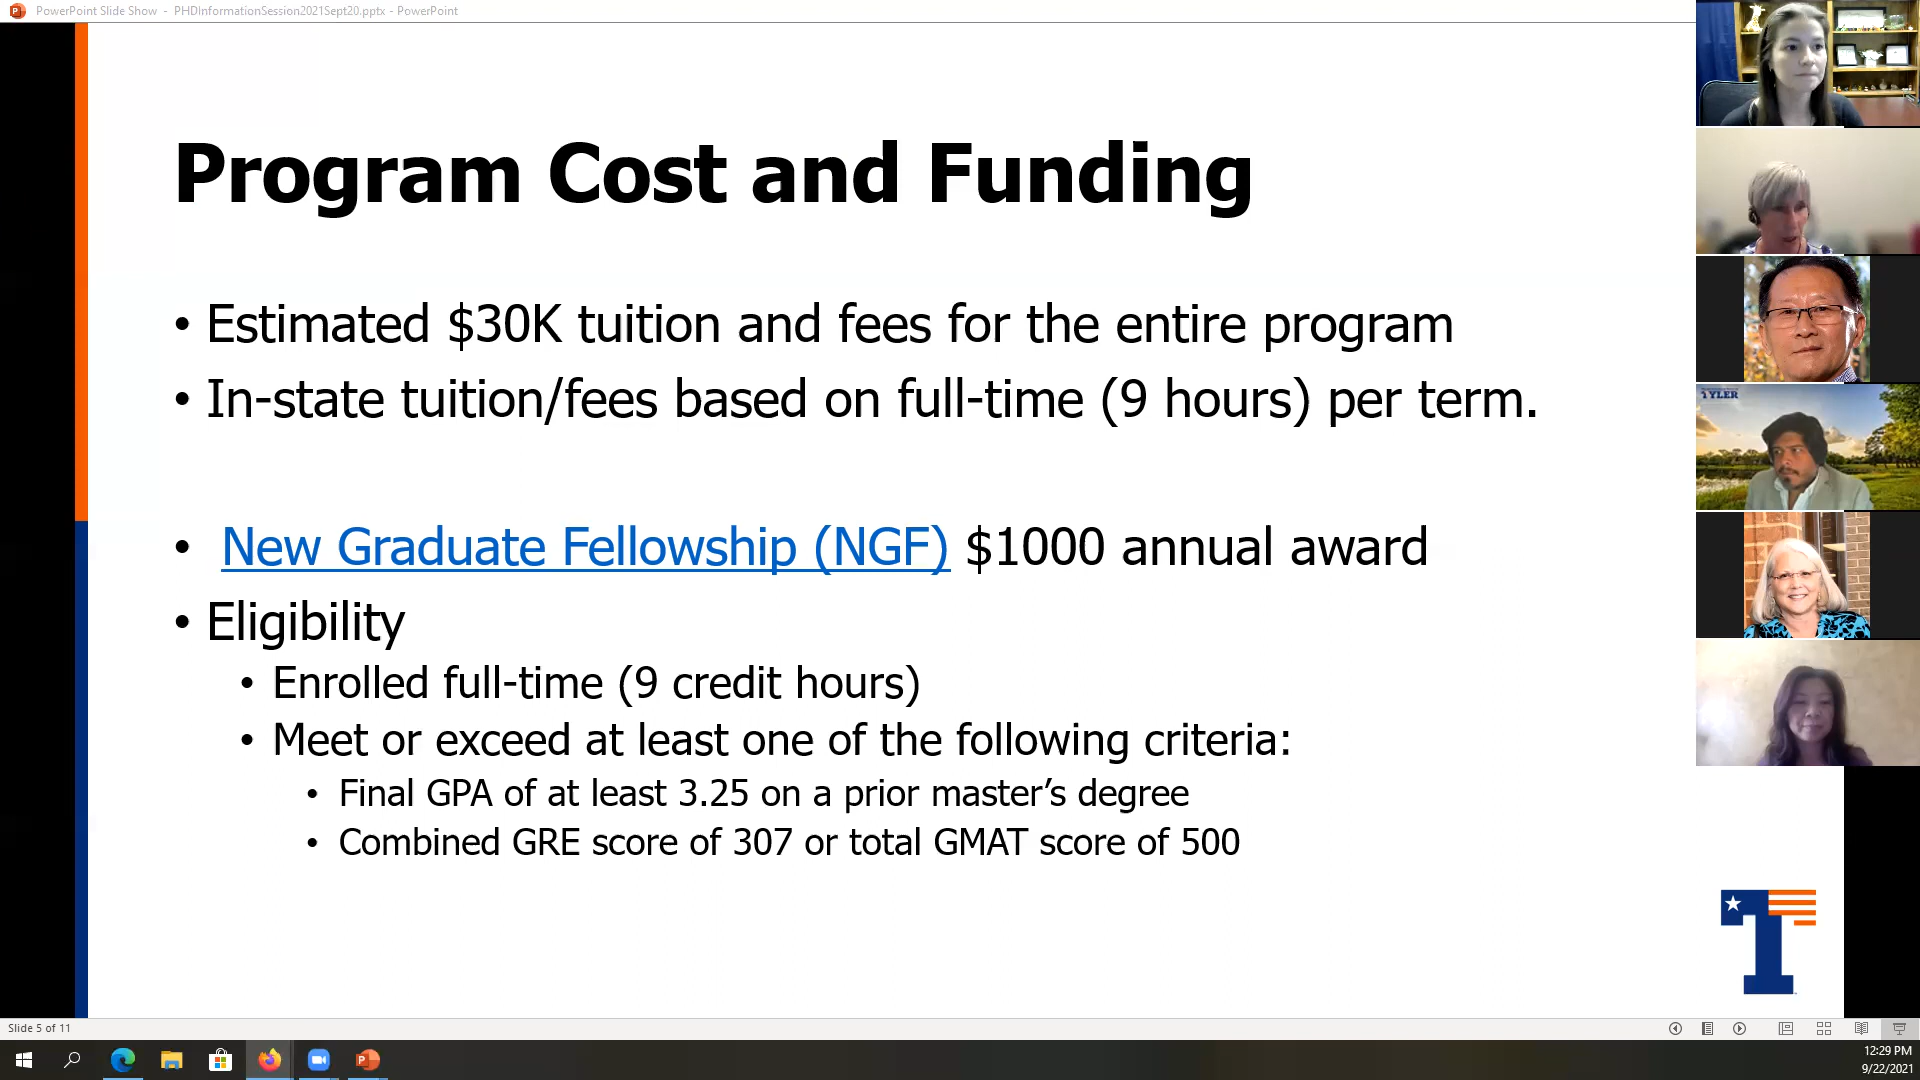 PowerPoint Slide Show - PHDInformationSession2021Sept20.pptx - PowerPoint
Program Cost and Funding
• Estimated $30K tuition and fees for the entire program
• In-state tuition/fees based on full-time (9 hours) per term.
• New Graduate Fellowship (NGF) $1000 annual award
• Eligibility
• Enrolled full-time (9 credit hours)
• Meet or exceed at least one of the following criteria:
• Final GPA of at least 3.25 on a prior master’s degree
• Combined GRE score of 307 or total GMAT score of 500
TYLER
Slide 5 of 11
12:29 PM
9/22/2021